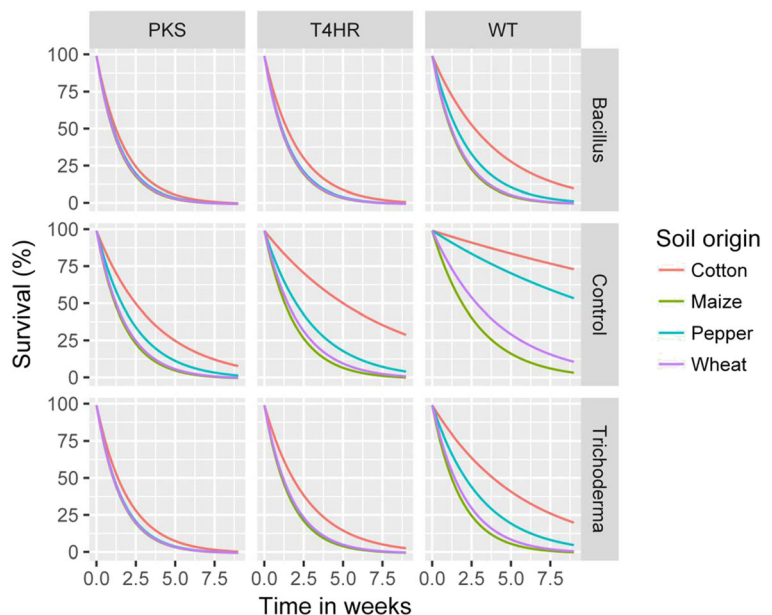 PKS T4HR WT
100
75
50
25
0
Bacillus
100
75
50
25
0
Control
100
75
50
25
0
Trichoderma
Survival (%)
0.0 2.5 5.0 7.5 0.0 2.5 5.0 7.5 0.0 2.5 5.0 7.5
Time in weeks
Soil origin
Cotton
Maize
Pepper
Wheat